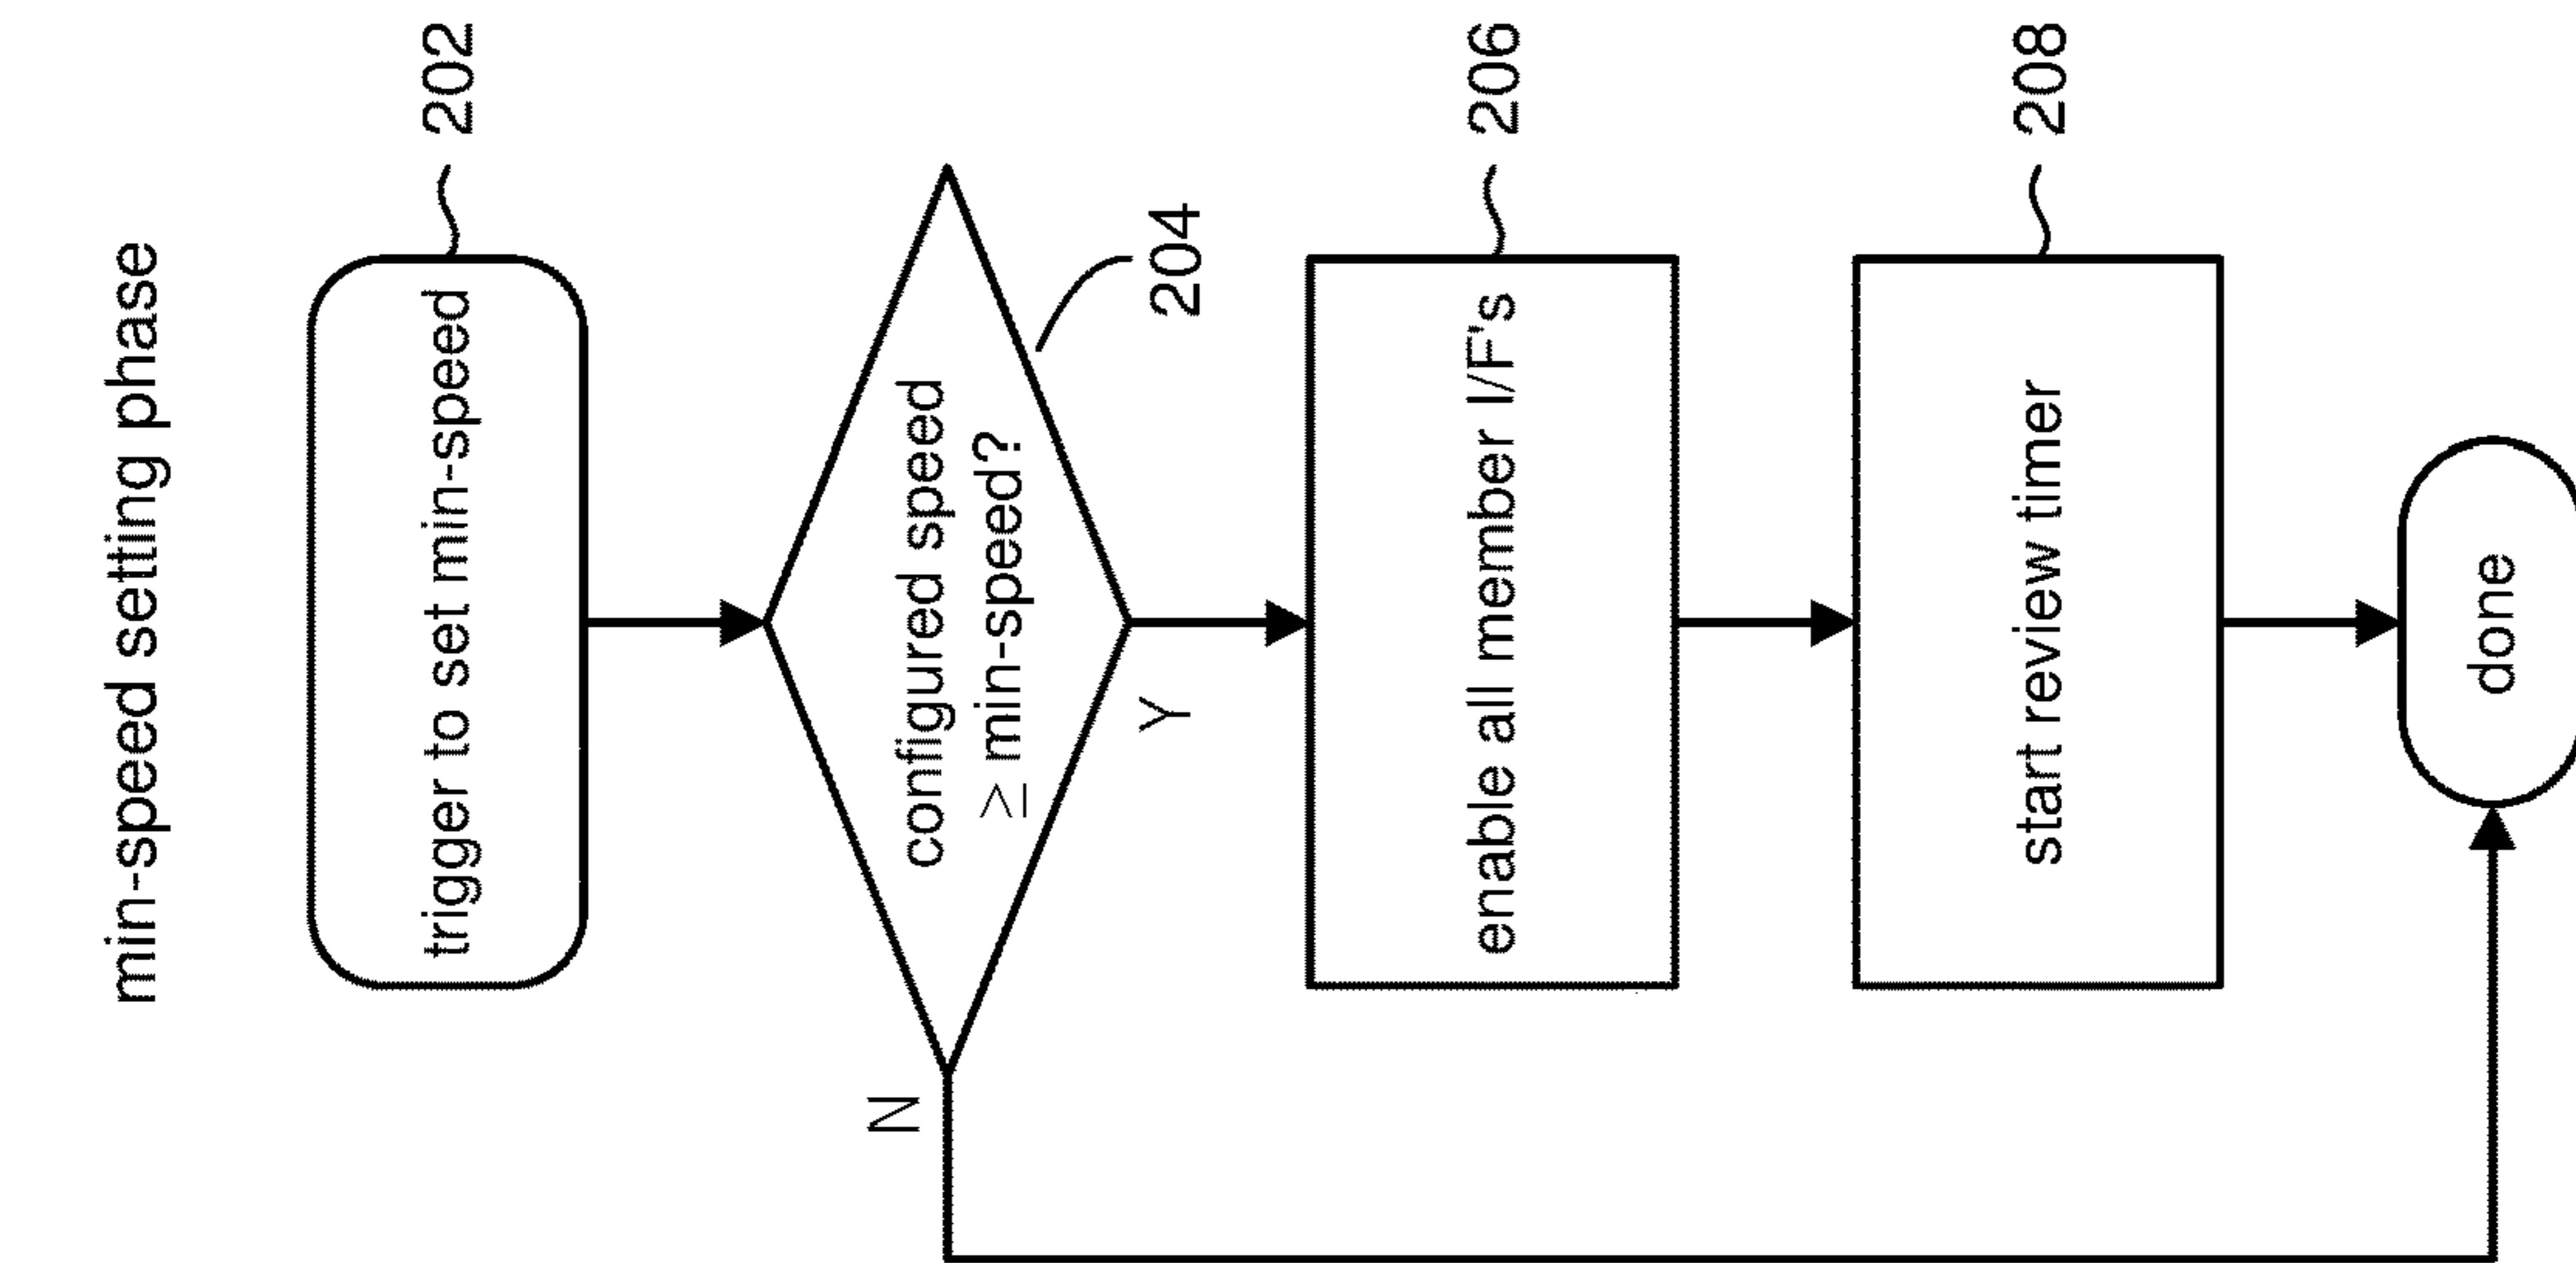 min-speed setting phase
trigger to set min-speed
202
configured speed
≥ min-speed?
204
N
Y
enable all member I/F's
206
start review timer
208
done